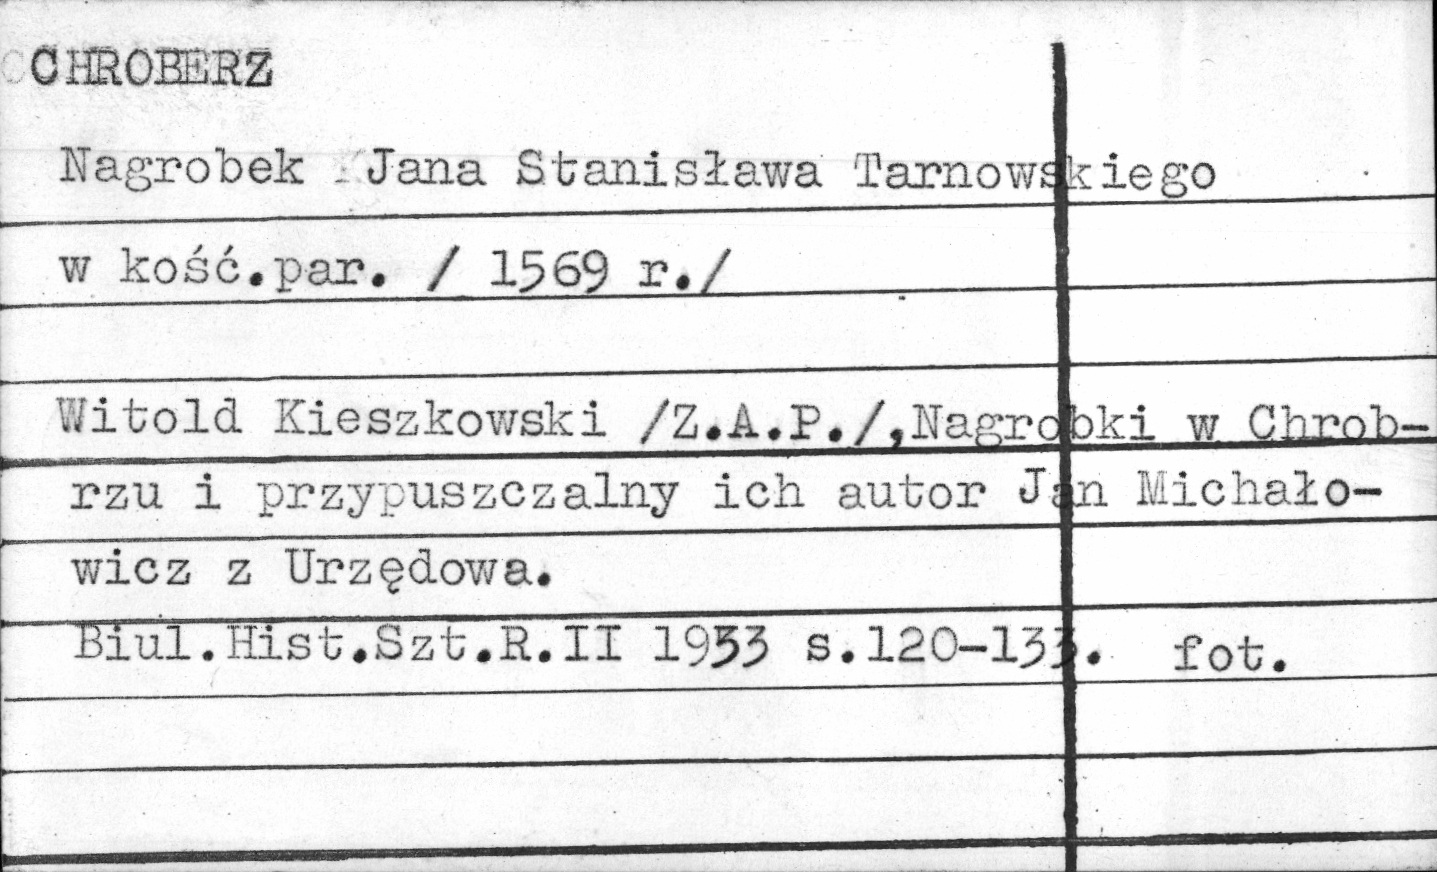 CHROBERZ
Nagrobek Jana Stanisława Tarnowskiego
w kość.par. / 1569 r./
Witold Kieszkowski /Z.A.P./,Nagrobki w Chrob-
rzu i przypuszczalny ich autor Jan Michało-
wicz z Urzędowa.
Biul.Hist.Szt.R.II 1933 s.120-133. fot.